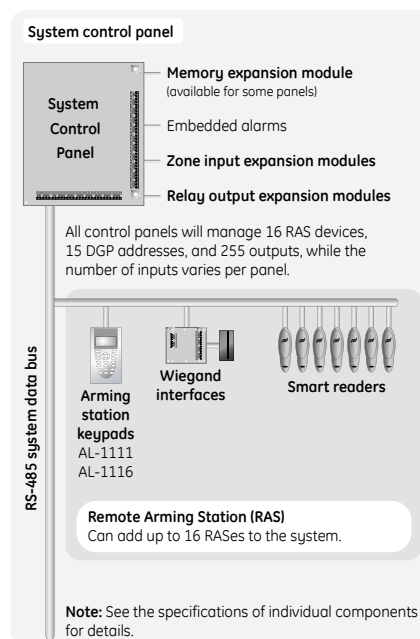 System control panel
System
Control
Panel
Memory expansion module
(available for some panels)
Embedded alarms
Zone input expansion modules
Relay output expansion modules
All control panels will manage 16 RAS devices,
15 DGP addresses, and 255 outputs, while the
number of inputs varies per panel.
RS-485 system data bus
Arming
station
keypads
AL-1111
AL-1116
Wiegand
interfaces
Smart readers
Remote Arming Station (RAS)
Can add up to 16 RASes to the system.
Note: See the specifications of individual components
for details.